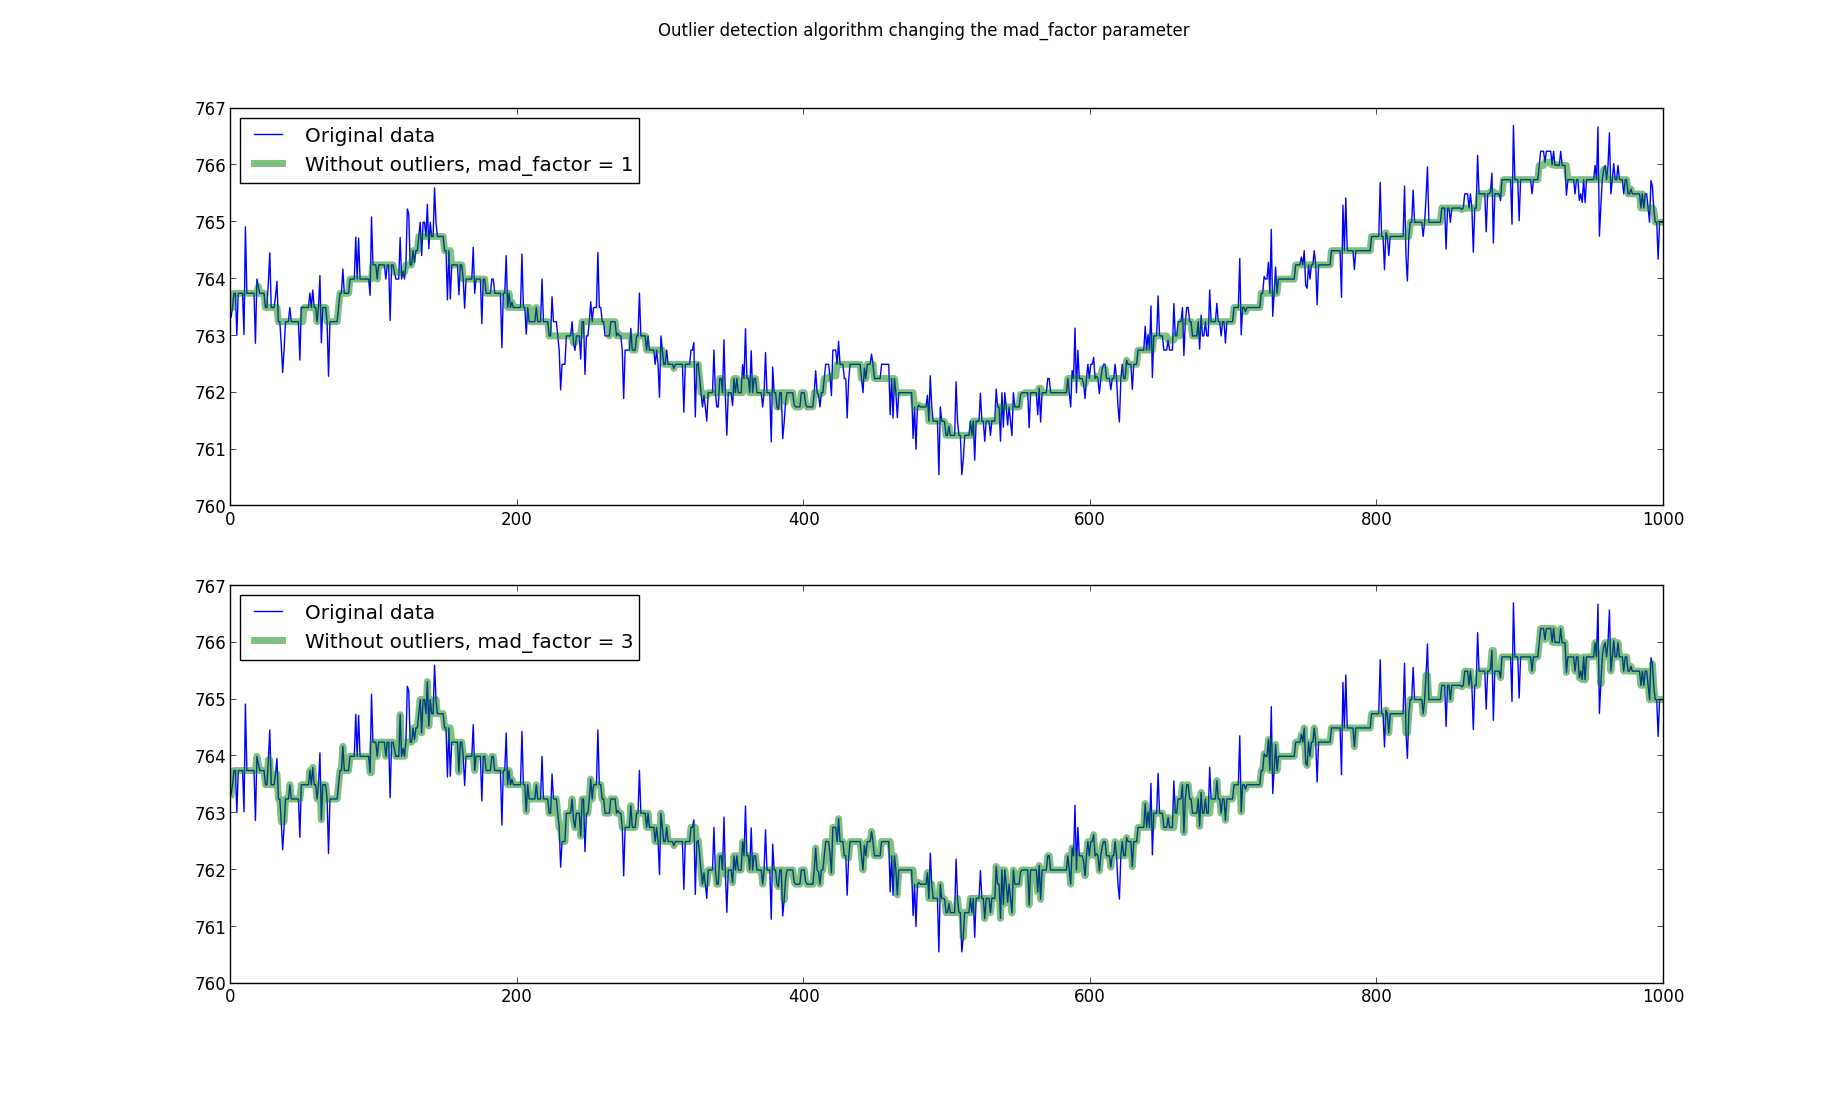 Outlier detection algorithm changing the mad_factor parameter
767
766
765
764
763
762
761
760
Original data
Without outliers, mad_factor = 1
0 200 400 600 800 1000
767
766
765
764
763
762
761
760
Original data
Without outliers, mad_factor = 3
0 200 400 600 800 1000